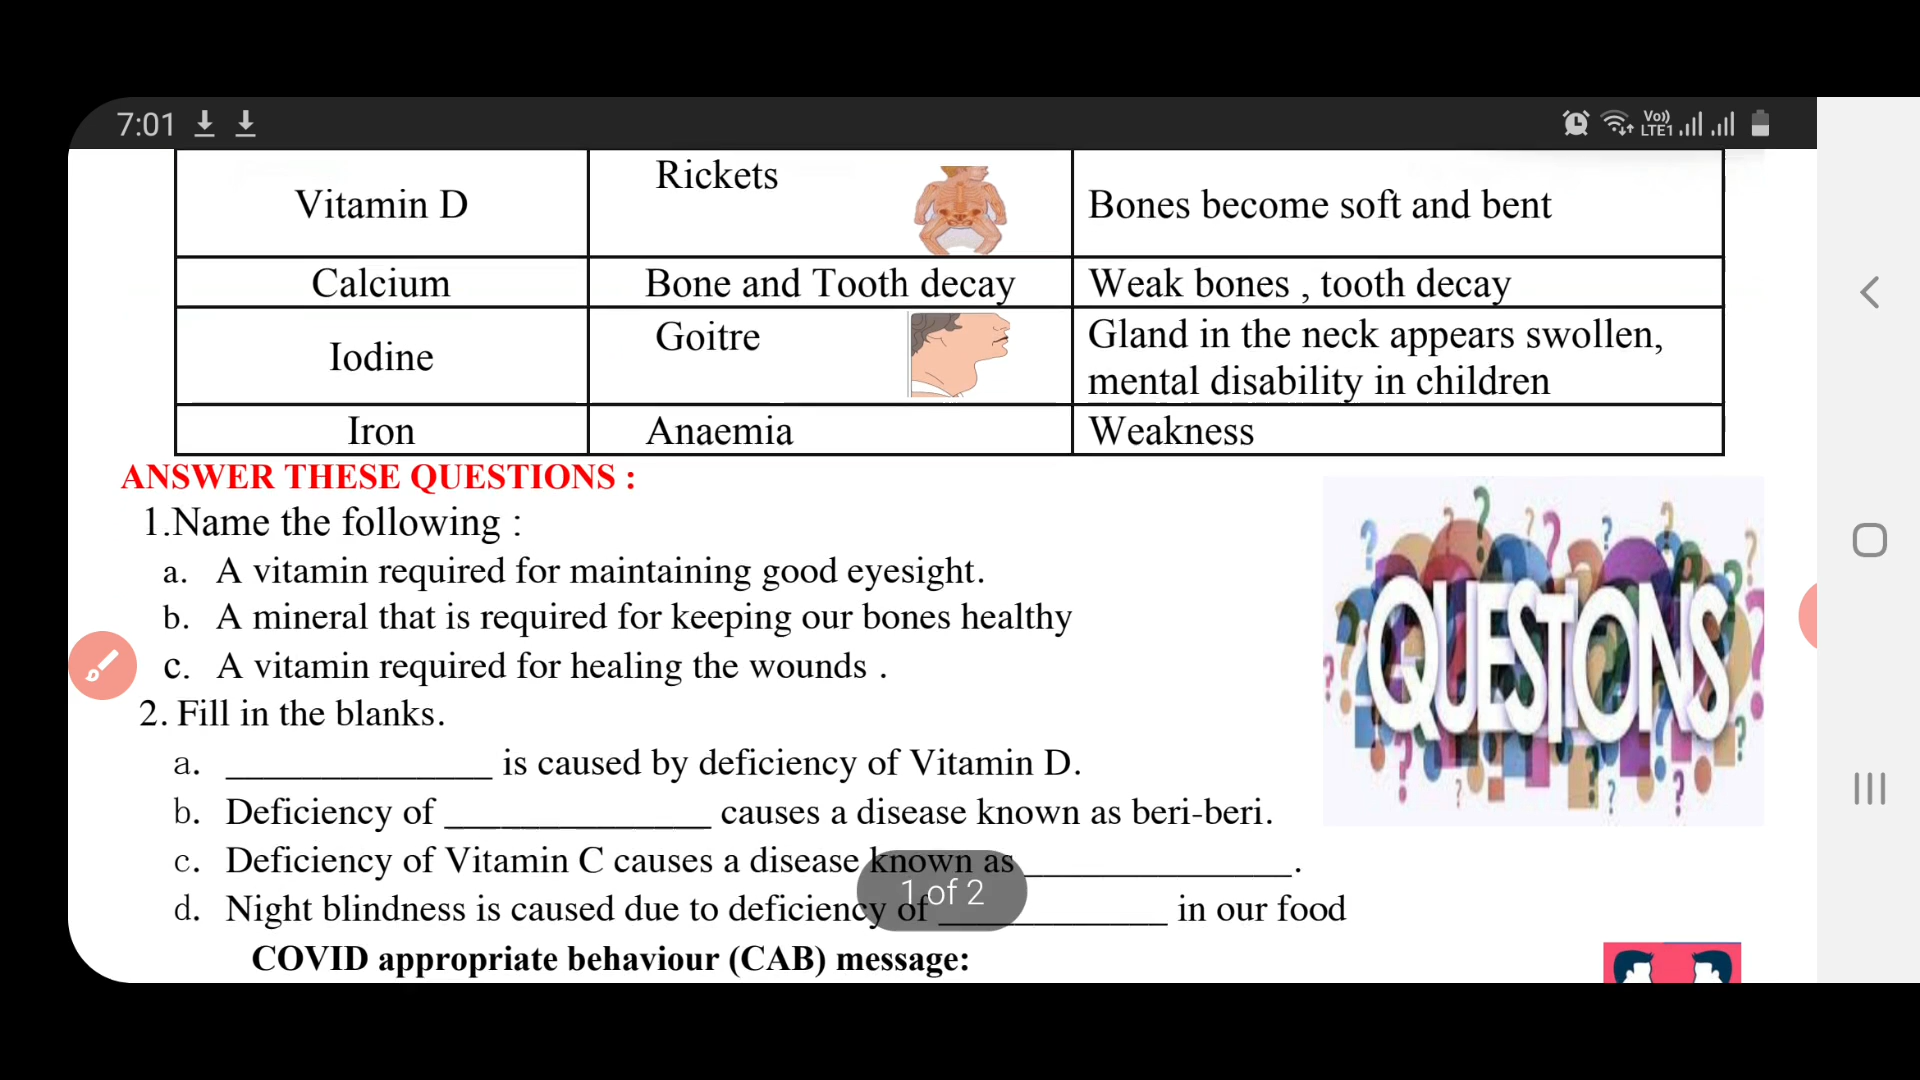 7:01 Vo)) LTE1
Vitamin D Rickets Bones become soft and bent
Calcium Bone and Tooth decay Weak bones , tooth decay
Iodine Goitre Gland in the neck appears swollen,
mental disability in children
Iron Anaemia Weakness
ANSWER THESE QUESTIONS :
1.Name the following :
a. A vitamin required for maintaining good eyesight.
b. A mineral that is required for keeping our bones healthy
c. A vitamin required for healing the wounds .
QUESTIONS
2. Fill in the blanks.
a. ______________ is caused by deficiency of Vitamin D.
b. Deficiency of ______________ causes a disease known as beri-beri.
c. Deficiency of Vitamin C causes a disease known as ______________.
1 of 2
d. Night blindness is caused due to deficiency of ____________ in our food
COVID appropriate behaviour (CAB) message: